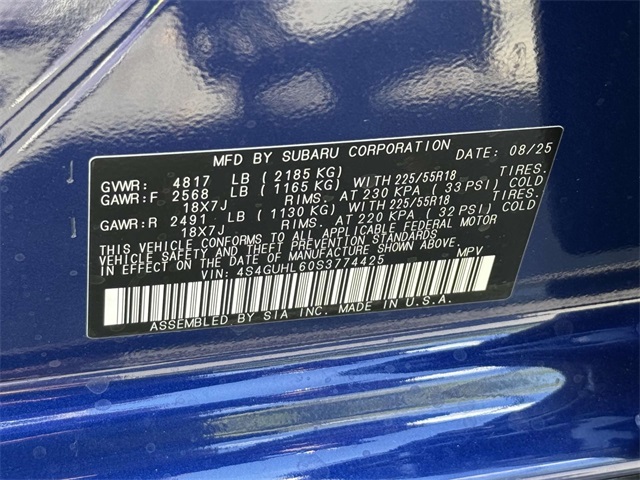 MFD BY SUBARU CORPORATION DATE: 08/25
GVWR: 4817 LB (2185 KG)
GAWR:F 2568 LB (1165 KG) WITH 225/55R18 TIRES.
18X7J RIMS. AT 230 KPA (33 PSI) COLD
GAWR:R 2491 LB (1130 KG) WITH 225/55R18 TIRES.
18X7J RIMS. AT 220 KPA (32 PSI) COLD
THIS VEHICLE CONFORMS TO ALL APPLICABLE FEDERAL MOTOR
VEHICLE SAFETY AND THEFT PREVENTION STANDARDS
IN EFFECT ON THE DATE OF MANUFACTURE SHOWN ABOVE.
VIN: 4S4GUHL60S3774425 MPV
ASSEMBLED BY SIA INC. MADE IN U.S.A.